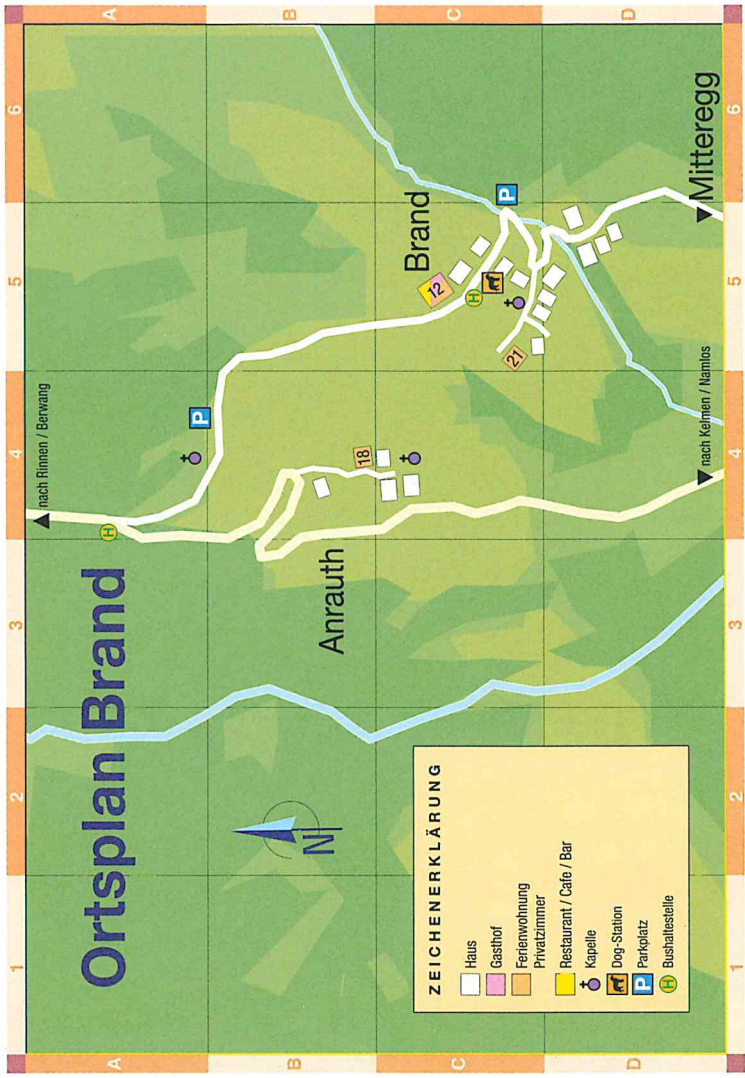 Ortsplan Brand
1
2
3
4
5
6
A
B
C
D
A
B
C
D
1
2
3
4
5
6
nach Rinnen / Berwang
P
H
Anrauth
18
Brand
12
H
P
21
Mitteregg
nach Kelmen / Namlos
N
ZEICHENERKLÄRUNG
Haus
Gasthof
Ferienwohnung
Privatzimmer
Restaurant / Cafe / Bar
Kapelle
Dog-Station
P Parkplatz
H Bushaltestelle